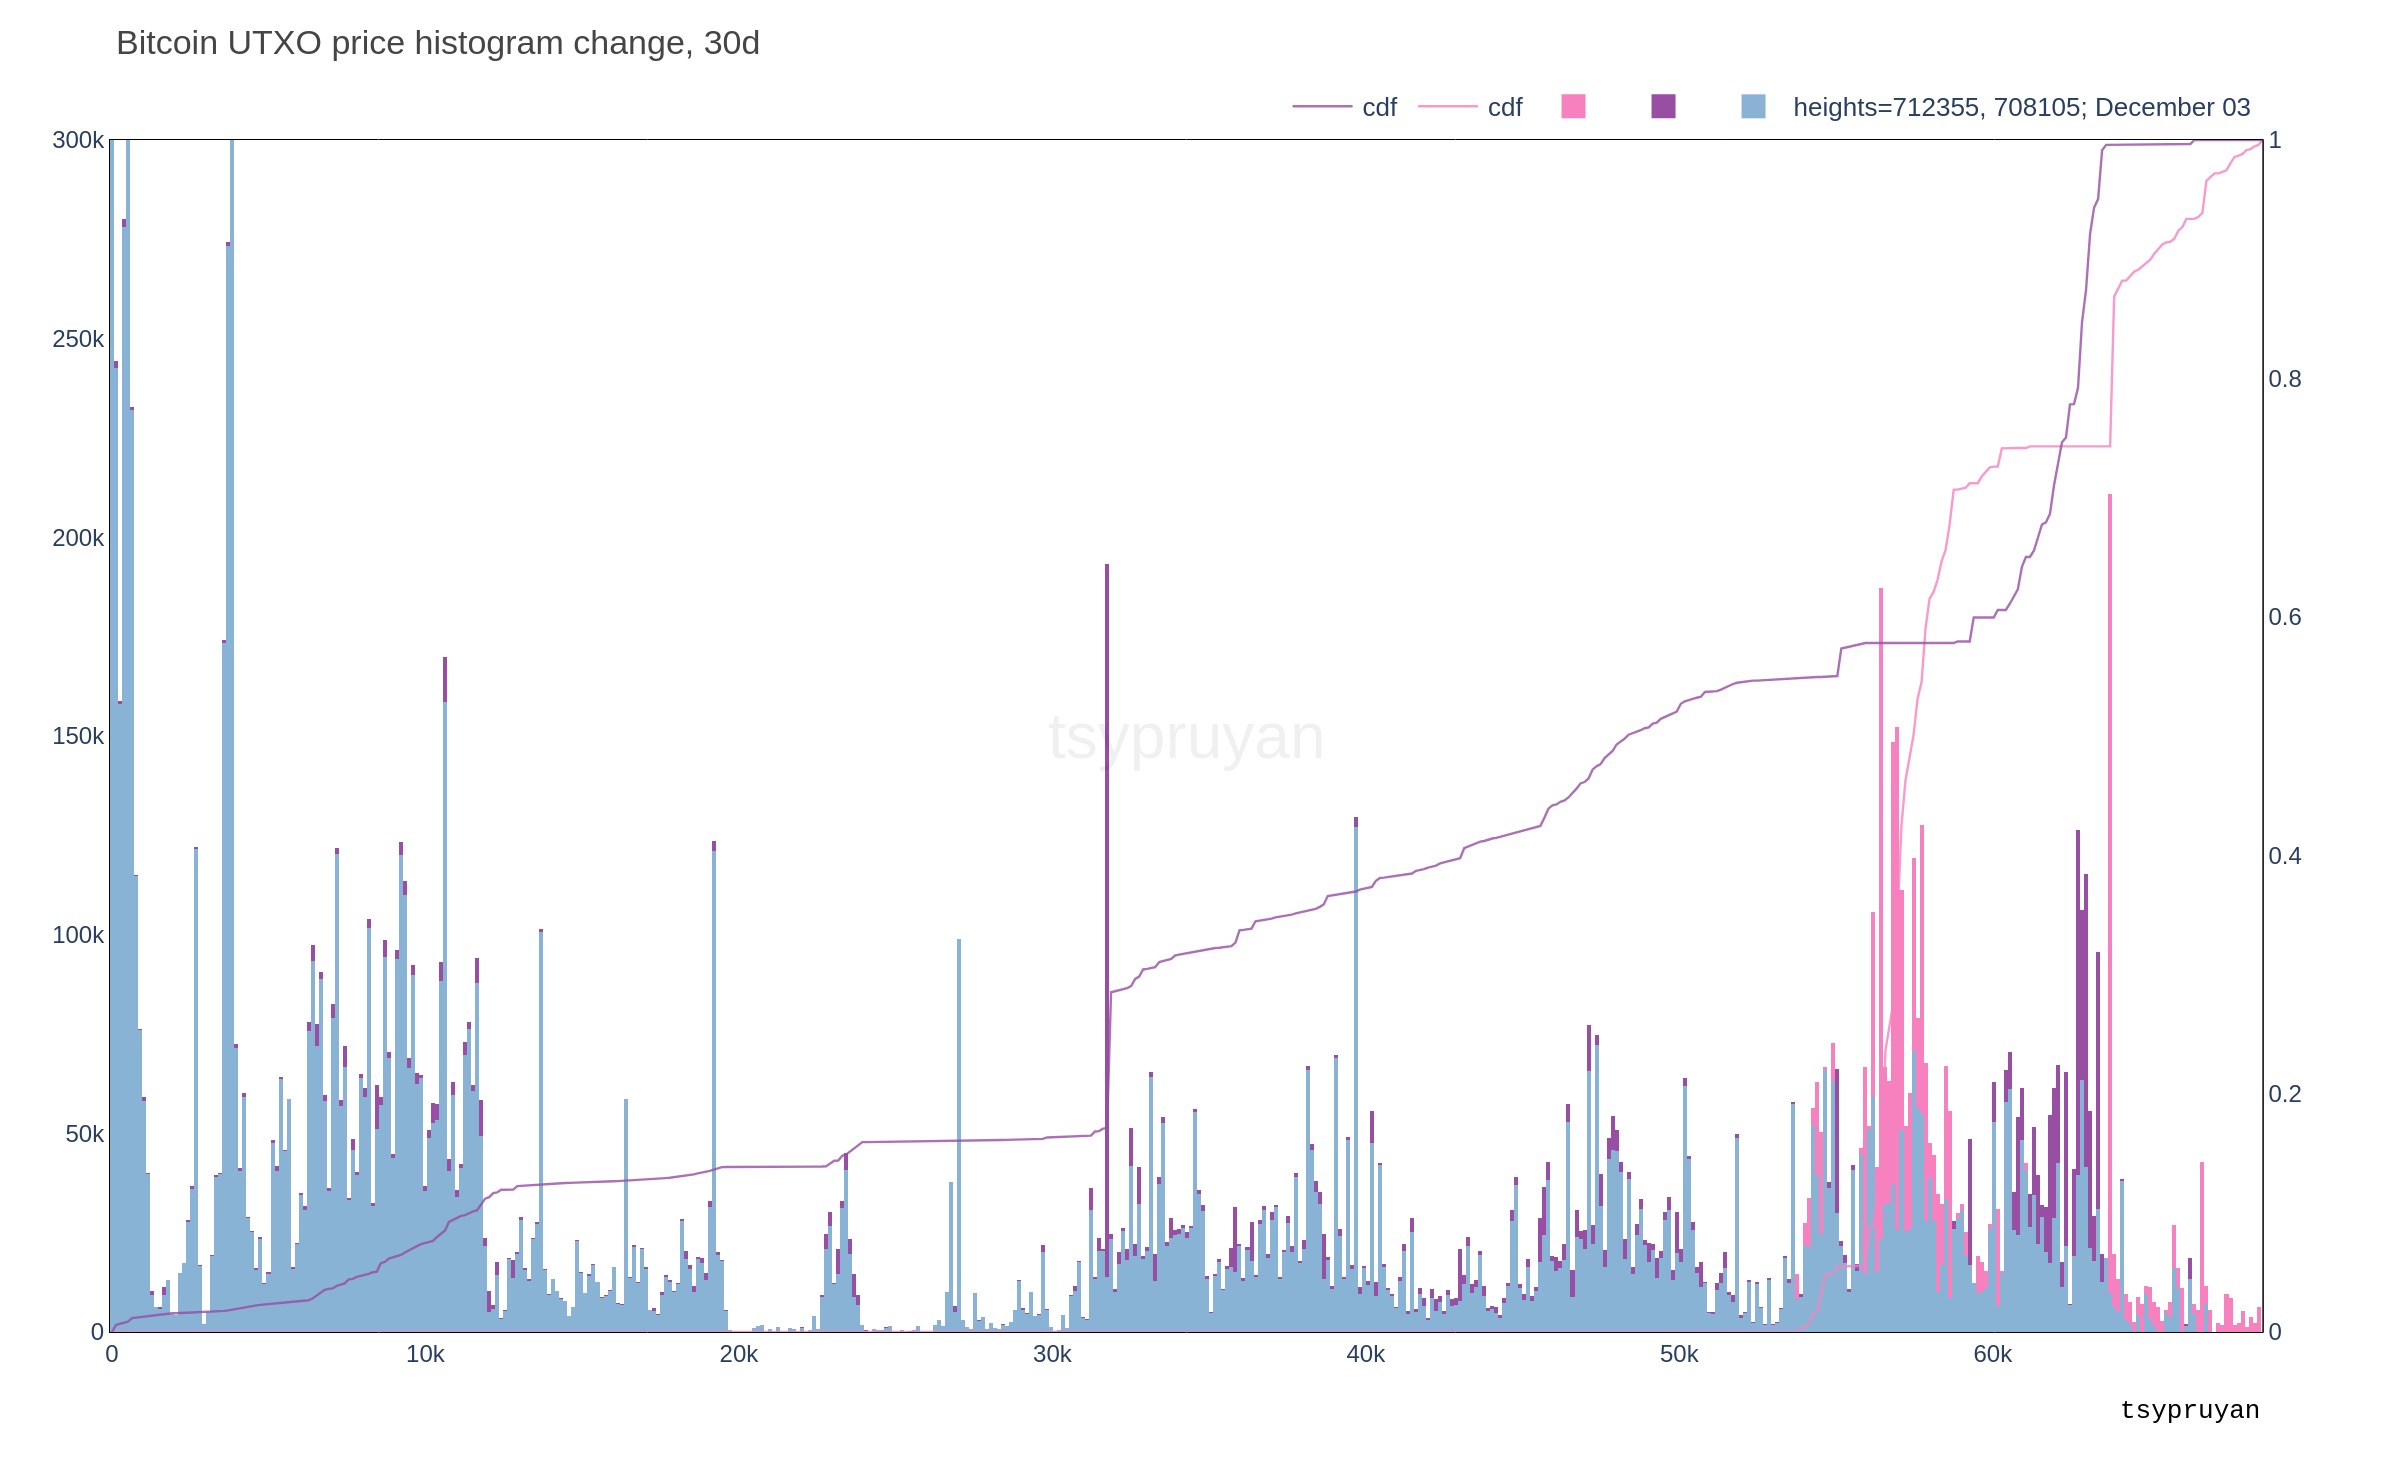 Bitcoin UTXO price histogram change, 30d
cdf cdf heights=712355, 708105; December 03
300k
250k
200k
150k
100k
50k
0
1
0.8
0.6
0.4
0.2
0
tsypruyan
0 10k 20k 30k 40k 50k 60k
tsypruyan